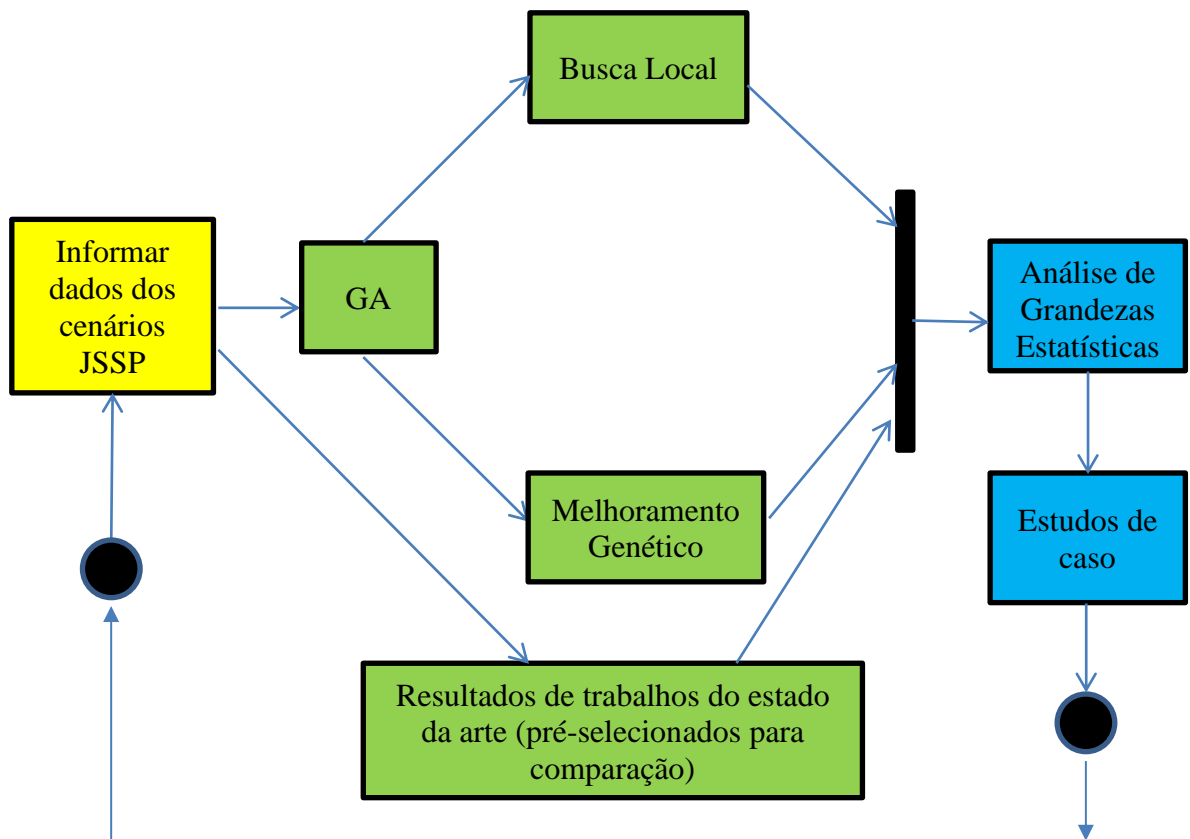 Busca Local
Informar
dados dos
cenários
JSSP
GA
Análise de
Grandezas
Estatísticas
Melhoramento
Genético
Estudos de
caso
Resultados de trabalhos do estado
da arte (pré-selecionados para
comparação)